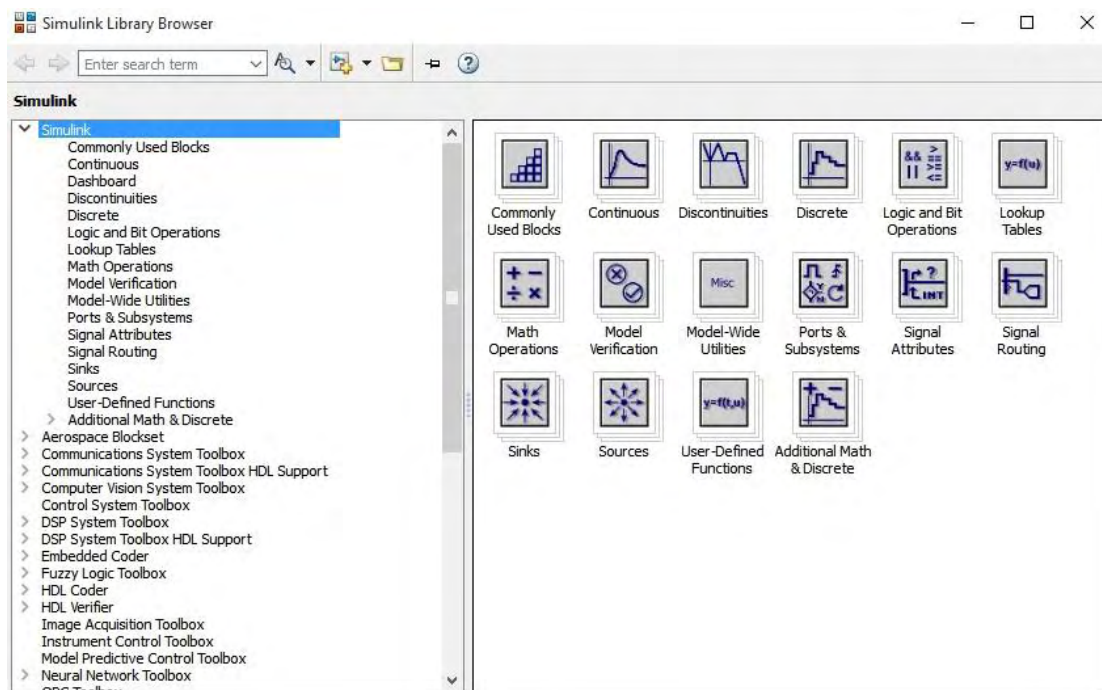 Simulink Library Browser
Enter search term
Simulink
Simulink
Commonly Used Blocks
Continuous
Dashboard
Discontinuities
Discrete
Logic and Bit Operations
Lookup Tables
Math Operations
Model Verification
Model-Wide Utilities
Ports & Subsystems
Signal Attributes
Signal Routing
Sinks
Sources
User-Defined Functions
Additional Math & Discrete
Aerospace Blockset
Communications System Toolbox
Communications System Toolbox HDL Support
Computer Vision System Toolbox
Control System Toolbox
DSP System Toolbox
DSP System Toolbox HDL Support
Embedded Coder
Fuzzy Logic Toolbox
HDL Coder
HDL Verifier
Image Acquisition Toolbox
Instrument Control Toolbox
Model Predictive Control Toolbox
Neural Network Toolbox
&& > ==
|| >= <=
y=f(u)
Commonly
Used Blocks
Continuous
Discontinuities
Discrete
Logic and Bit
Operations
Lookup
Tables
+ −
÷ ×
Misc
? INT
Math
Operations
Model
Verification
Model-Wide
Utilities
Ports &
Subsystems
Signal
Attributes
Signal
Routing
y=f(t,u)
Sinks
Sources
User-Defined
Functions
Additional Math
& Discrete